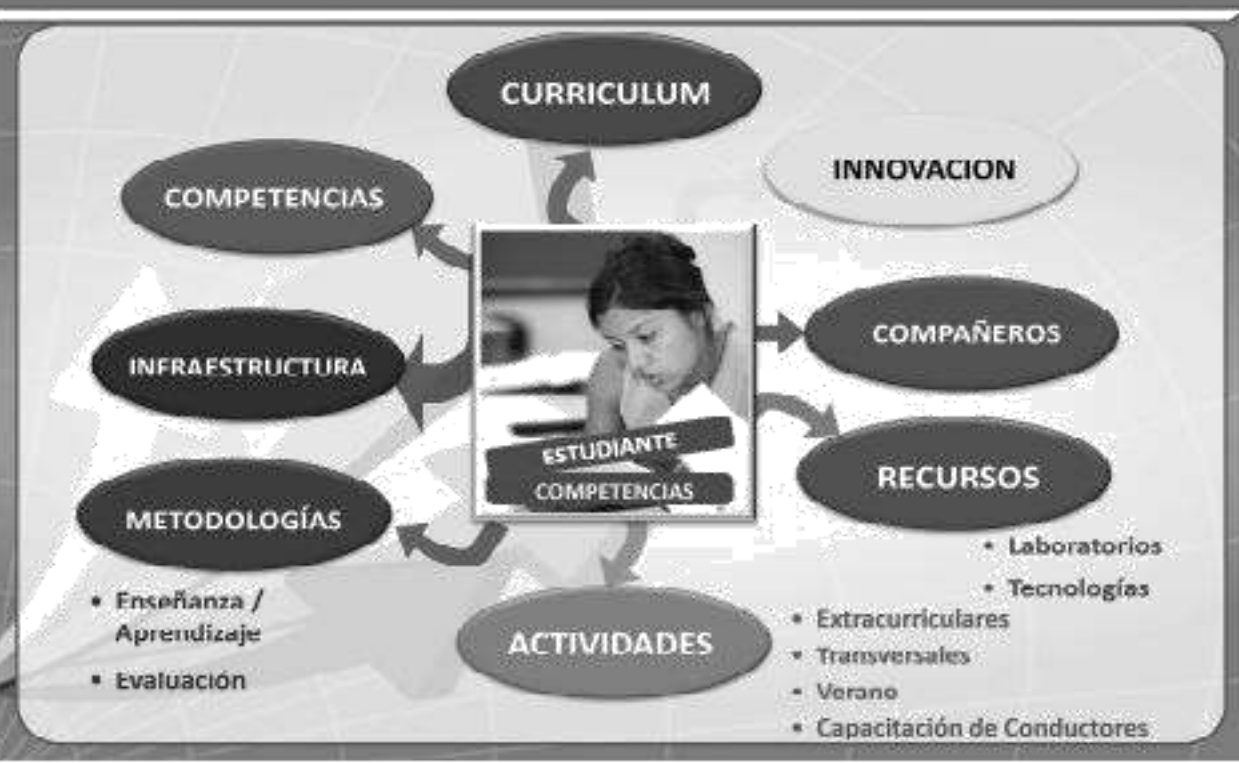 CURRICULUM
INNOVACION
COMPETENCIAS
COMPAÑEROS
INFRAESTRUCTURA
ESTUDIANTE
COMPETENCIAS
RECURSOS
• Laboratorios
• Tecnologías
METODOLOGÍAS
• Enseñanza /
Aprendizaje
• Evaluación
ACTIVIDADES
• Extracurriculares
• Transversales
• Verano
• Capacitación de Conductores